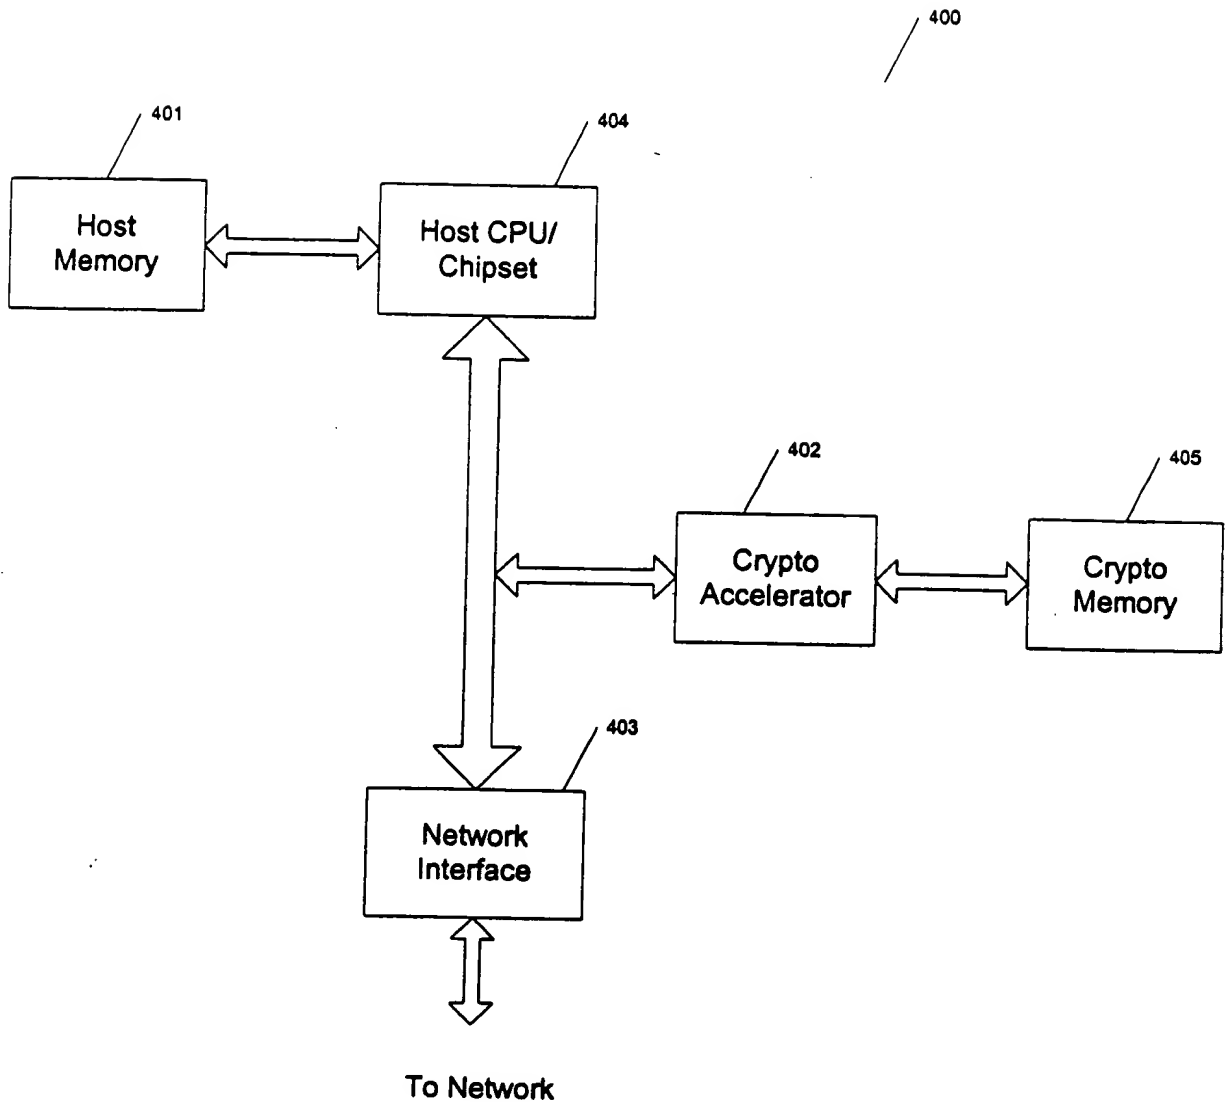 400
401
404
Host
Memory
Host CPU/
Chipset
402
405
Crypto
Accelerator
Crypto
Memory
403
Network
Interface
To Network